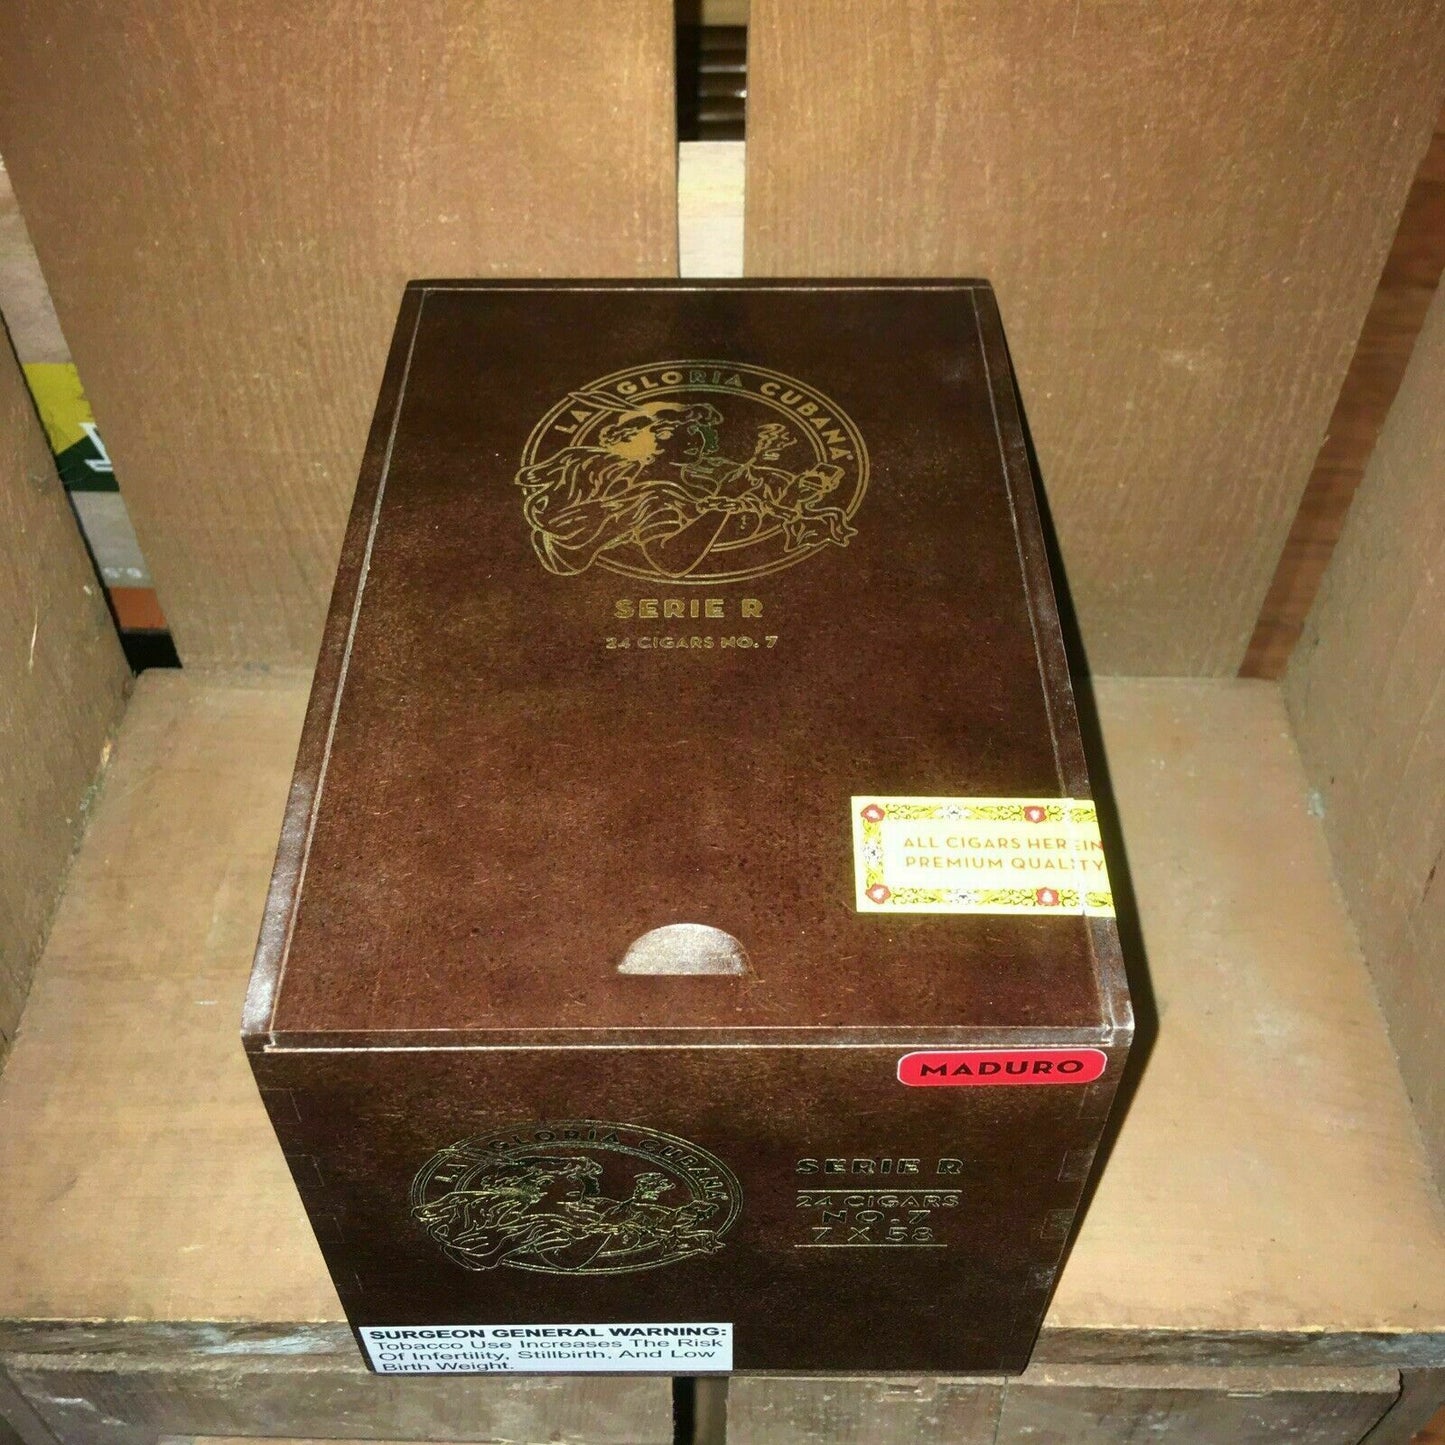 LA GLORIA CUBANA
SERIE R
24 CIGARS NO. 7
ALL CIGARS HEREIN
PREMIUM QUALITY
MADURO
LA GLORIA CUBANA
SERIE R
24 CIGARS
NO. 7
7 X 58
SURGEON GENERAL WARNING:
Tobacco Use Increases The Risk
Of Infertility, Stillbirth, And Low
Birth Weight.